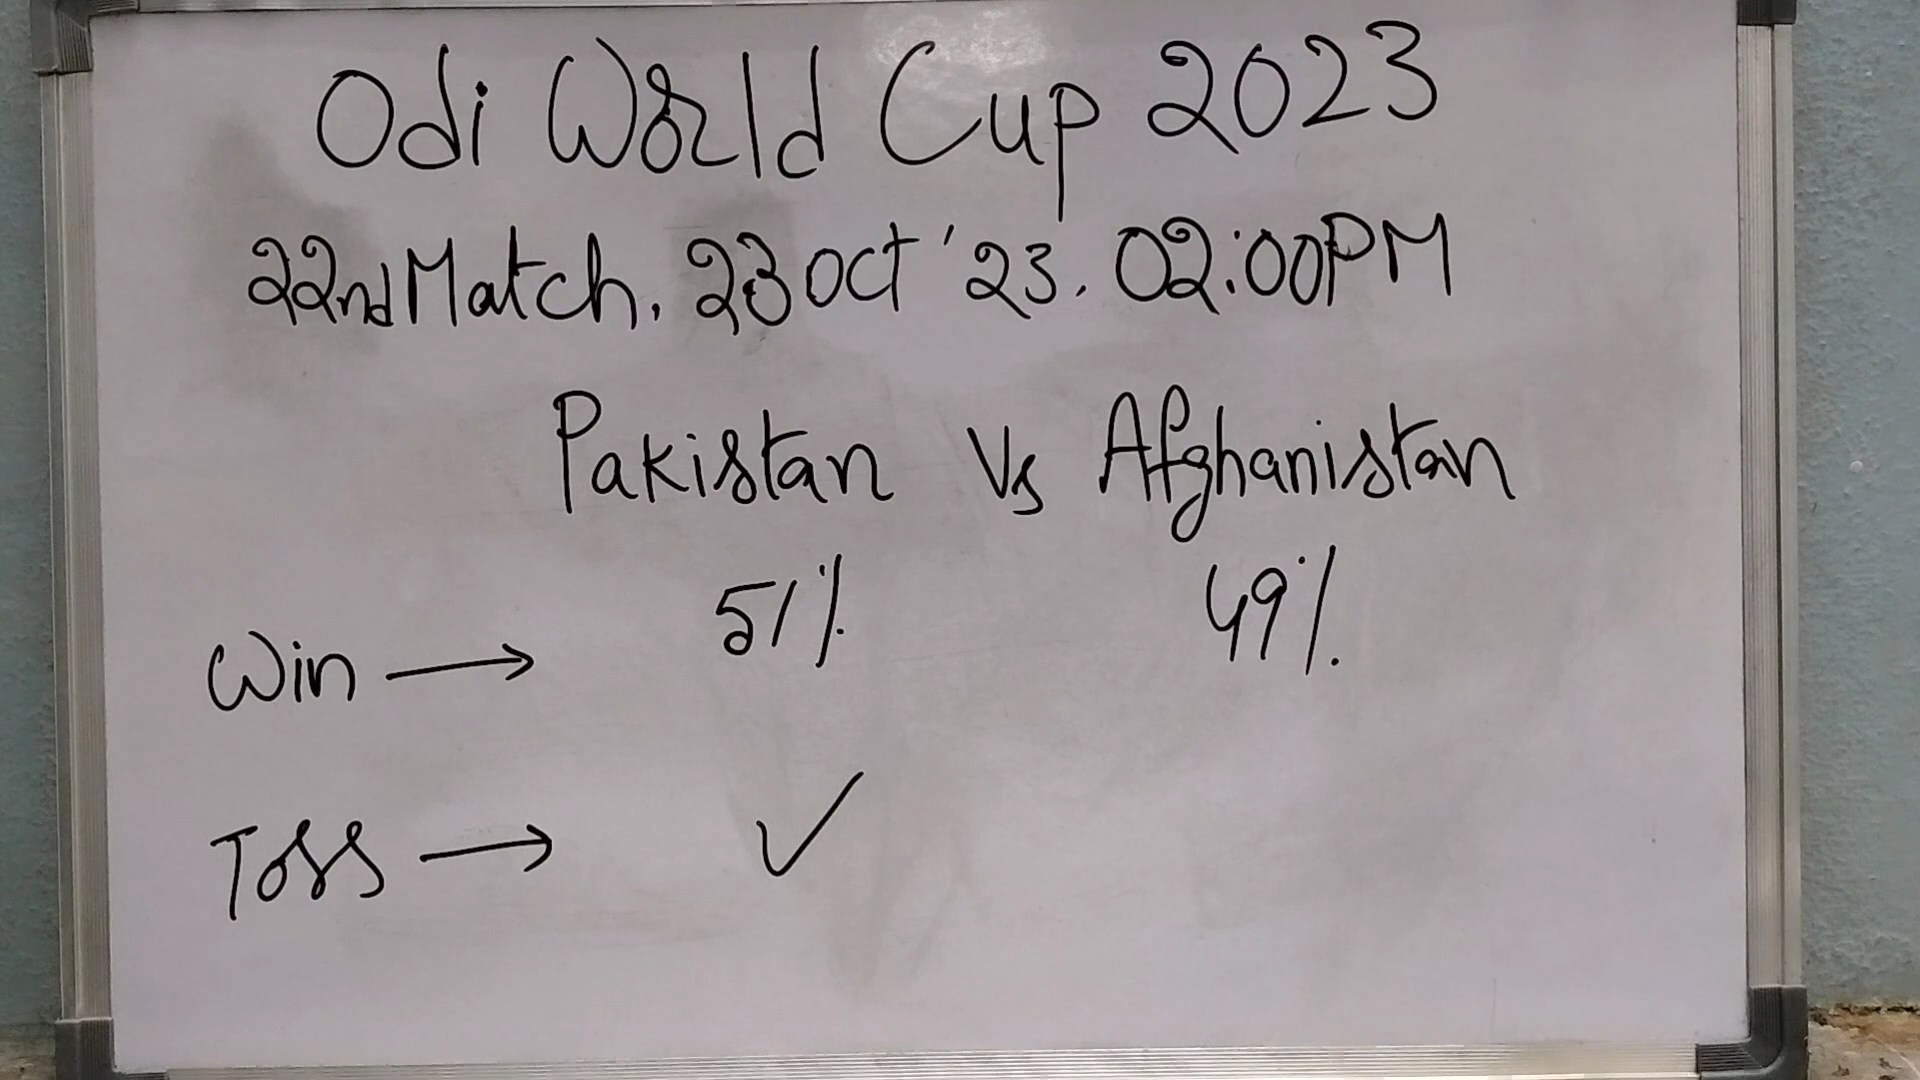 Odi World Cup 2023
22nd Match, 23 Oct '23, 02:00PM
Pakistan Vs Afghanistan
Win → 51% 49%
Toss → ✓